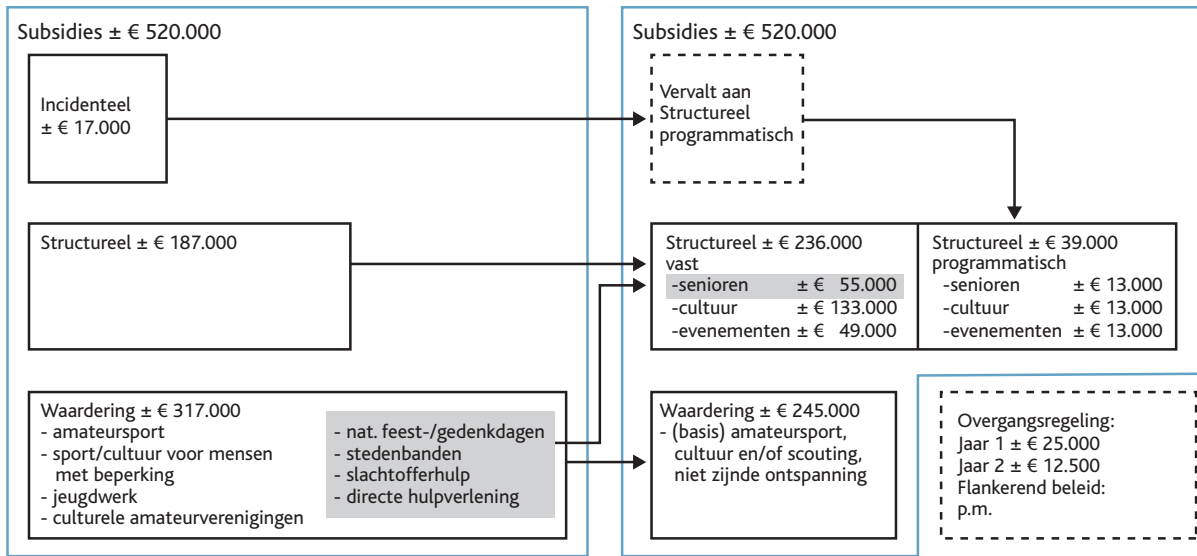 Subsidies ± € 520.000
Incidenteel
± € 17.000
Structureel ± € 187.000
Waardering ± € 317.000
- amateursport
- sport/cultuur voor mensen
met beperking
- jeugdwerk
- culturele amateurverenigingen
- nat. feest-/gedenkdagen
- stedenbanden
- slachtofferhulp
- directe hulpverlening
Subsidies ± € 520.000
Vervalt aan
Structureel
programmatisch
Structureel ± € 236.000
vast
-senioren ± € 55.000
-cultuur ± € 133.000
-evenementen ± € 49.000
Structureel ± € 39.000
programmatisch
-senioren ± € 13.000
-cultuur ± € 13.000
-evenementen ± € 13.000
Waardering ± € 245.000
- (basis) amateursport,
cultuur en/of scouting,
niet zijnde ontspanning
Overgangsregeling:
Jaar 1 ± € 25.000
Jaar 2 ± € 12.500
Flankerend beleid:
p.m.